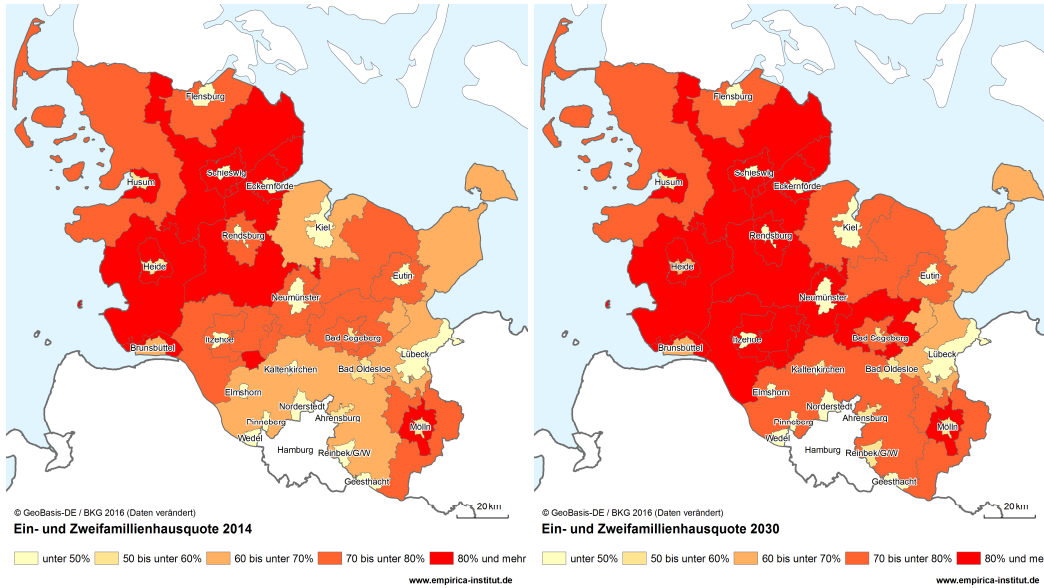 Flensburg
Schleswig
Husum
Eckernförde
Kiel
Rendsburg
Heide
Eutin
Neumünster
Itzehoe
Bad Segeberg
Brunsbüttel
Lübeck
Kaltenkirchen
Bad Oldesloe
Elmshorn
Norderstedt
Ahrensburg
Pinneberg
Mölln
Wedel
Hamburg
Reinbek/G/W
Geesthacht
20 km
© GeoBasis-DE / BKG 2016 (Daten verändert)
Ein- und Zweifamillienhausquote 2014
unter 50%
50 bis unter 60%
60 bis unter 70%
70 bis unter 80%
80% und mehr
www.empirica-institut.de
Flensburg
Schleswig
Husum
Eckernförde
Kiel
Rendsburg
Heide
Eutin
Neumünster
Itzehoe
Bad Segeberg
Brunsbüttel
Lübeck
Kaltenkirchen
Bad Oldesloe
Elmshorn
Norderstedt
Ahrensburg
Pinneberg
Mölln
Wedel
Hamburg
Reinbek/G/W
Geesthacht
20 km
© GeoBasis-DE / BKG 2016 (Daten verändert)
Ein- und Zweifamillienhausquote 2030
unter 50%
50 bis unter 60%
60 bis unter 70%
70 bis unter 80%
80% und me
www.empirica-institut.de